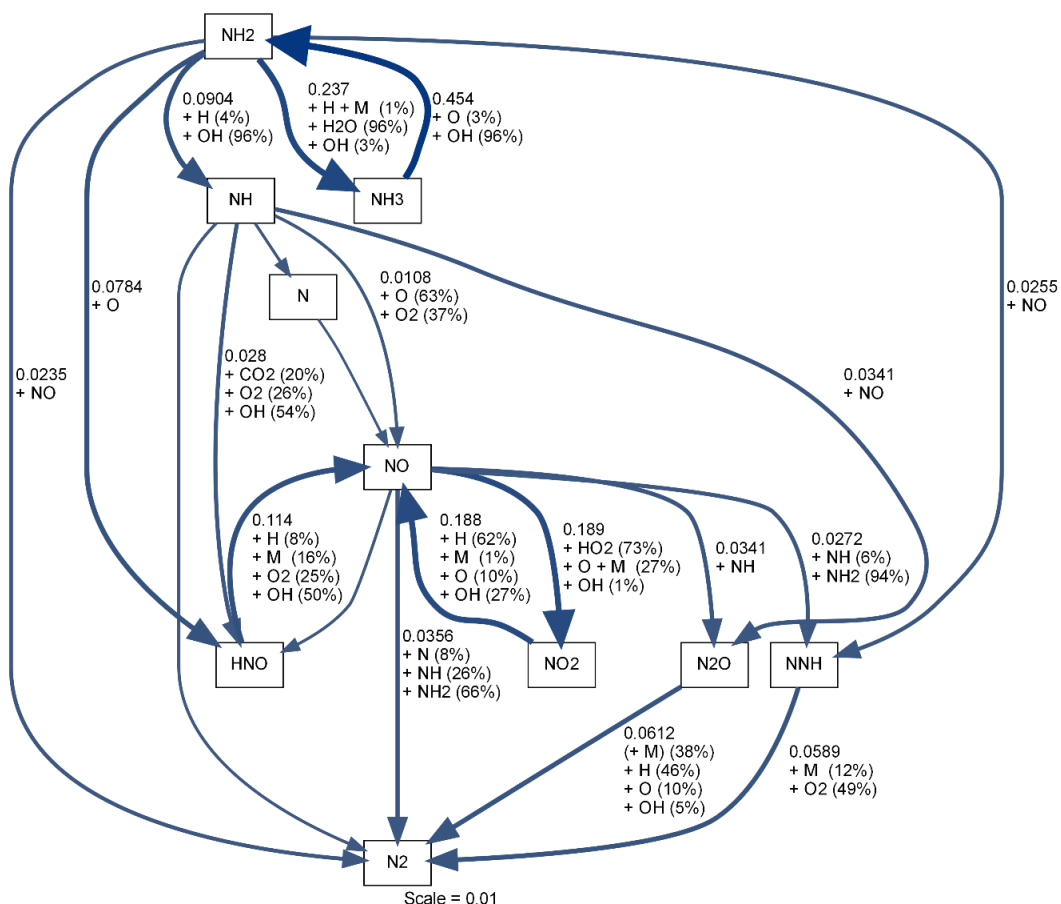 NH2
0.0904
+ H (4%)
+ OH (96%)
0.237
+ H + M (1%)
+ H2O (96%)
+ OH (3%)
0.454
+ O (3%)
+ OH (96%)
NH
NH3
0.0784
+ O
N
0.0108
+ O (63%)
+ O2 (37%)
0.0255
+ NO
0.0235
+ NO
0.028
+ CO2 (20%)
+ O2 (26%)
+ OH (54%)
0.0341
+ NO
NO
0.114
+ H (8%)
+ M (16%)
+ O2 (25%)
+ OH (50%)
0.188
+ H (62%)
+ M (1%)
+ O (10%)
+ OH (27%)
0.189
+ HO2 (73%)
+ O + M (27%)
+ OH (1%)
0.0341
+ NH
0.0272
+ NH (6%)
+ NH2 (94%)
HNO
0.0356
+ N (8%)
+ NH (26%)
+ NH2 (66%)
NO2
N2O
NNH
0.0612
(+ M) (38%)
+ H (46%)
+ O (10%)
+ OH (5%)
0.0589
+ M (12%)
+ O2 (49%)
N2
Scale = 0.01